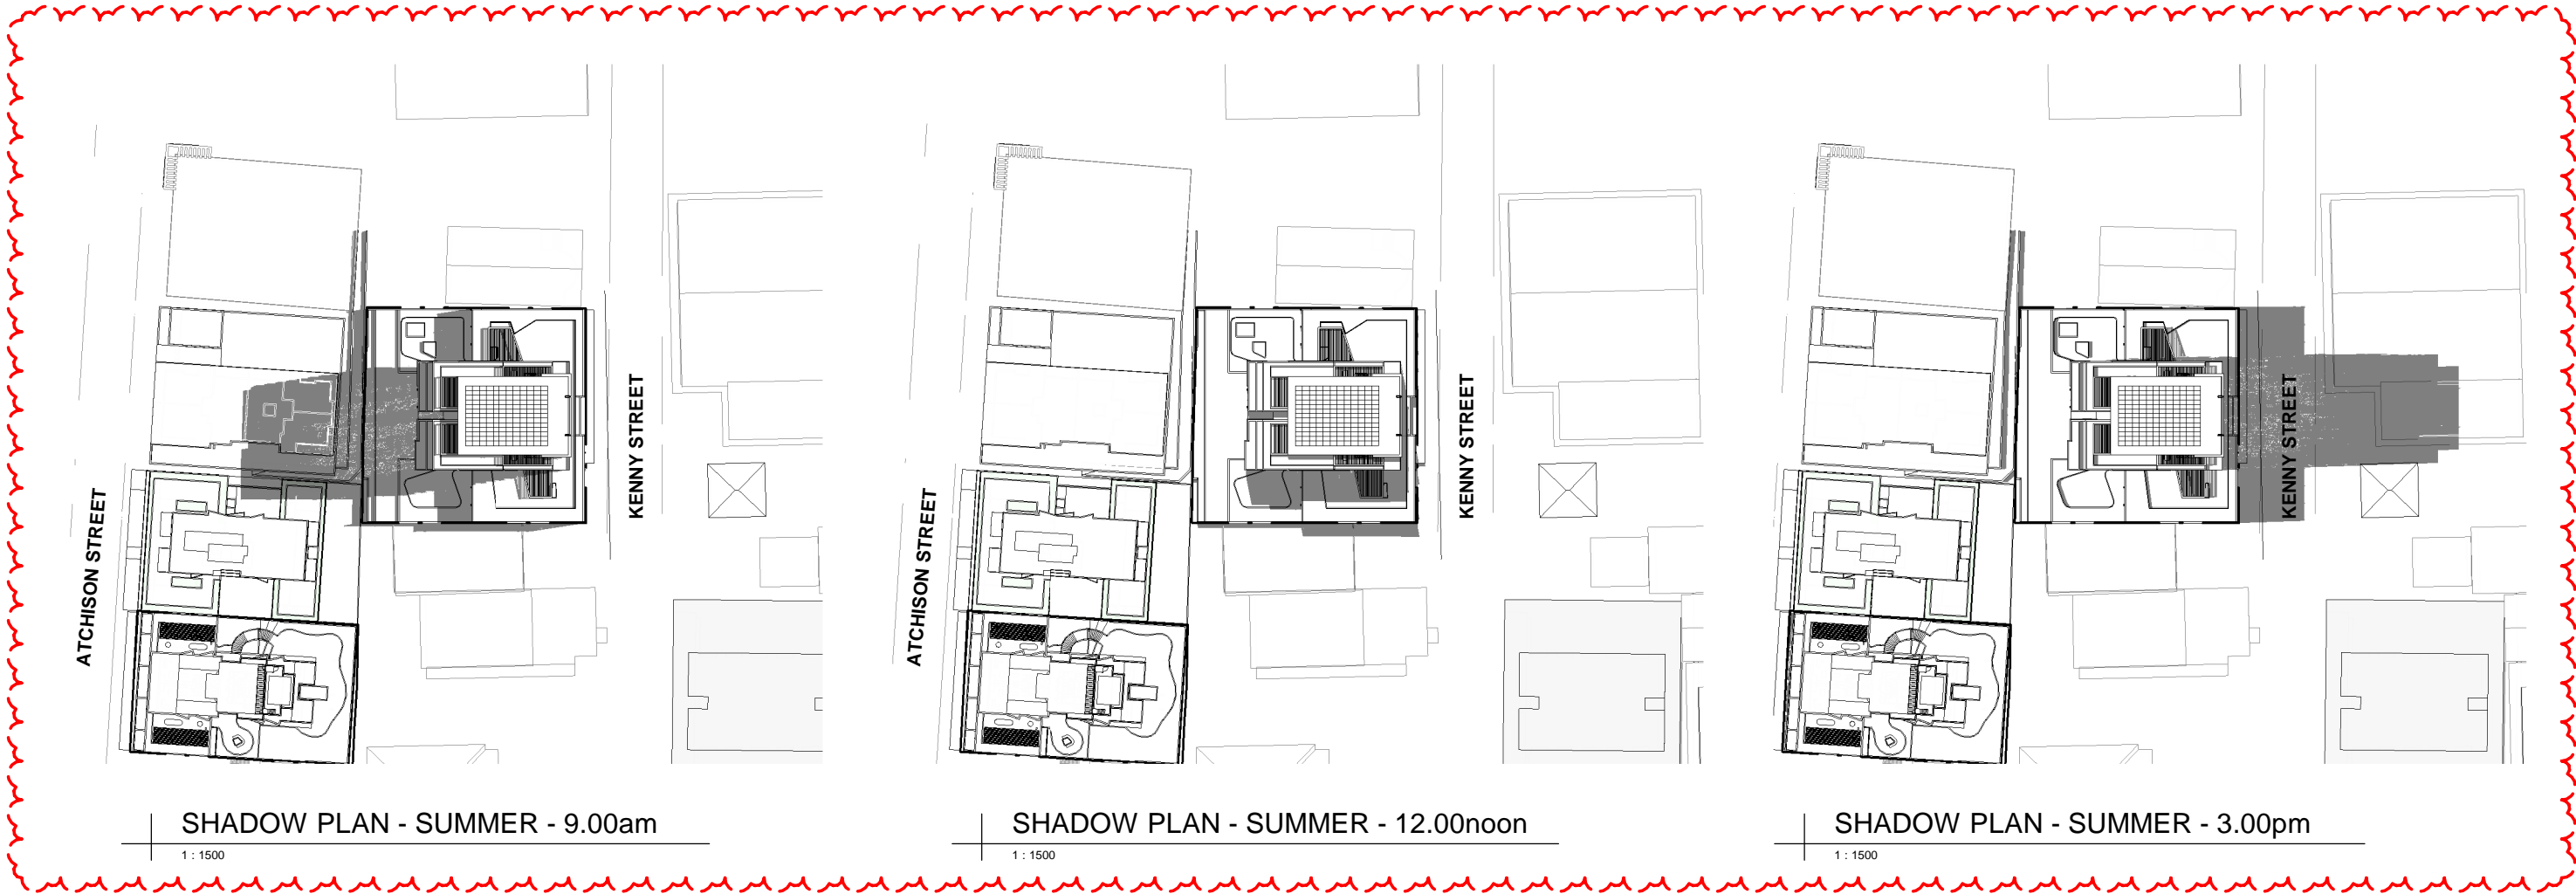 KENNY STREET
ATCHISON STREET
SHADOW PLAN - SUMMER - 9.00am
1 : 1500
KENNY STREET
ATCHISON STREET
SHADOW PLAN - SUMMER - 12.00noon
1 : 1500
KENNY STREET
SHADOW PLAN - SUMMER - 3.00pm
1 : 1500